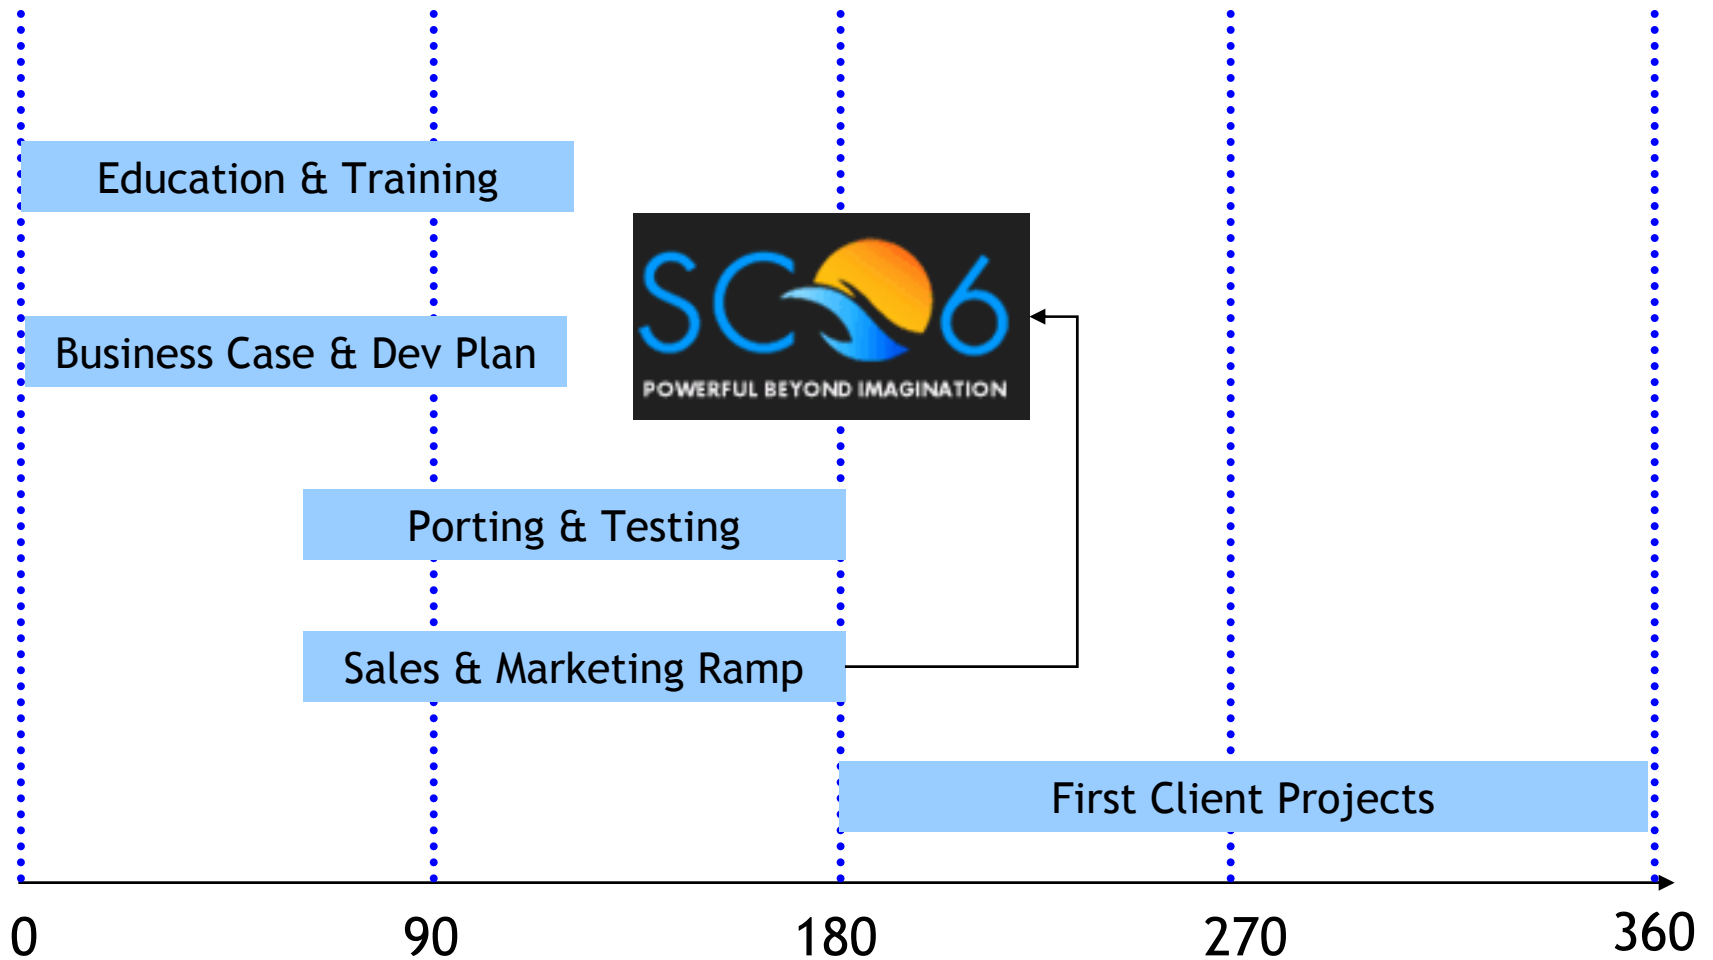 Education & Training
Business Case & Dev Plan
SCO6
POWERFUL BEYOND IMAGINATION
Porting & Testing
Sales & Marketing Ramp
First Client Projects
0 90 180 270 360